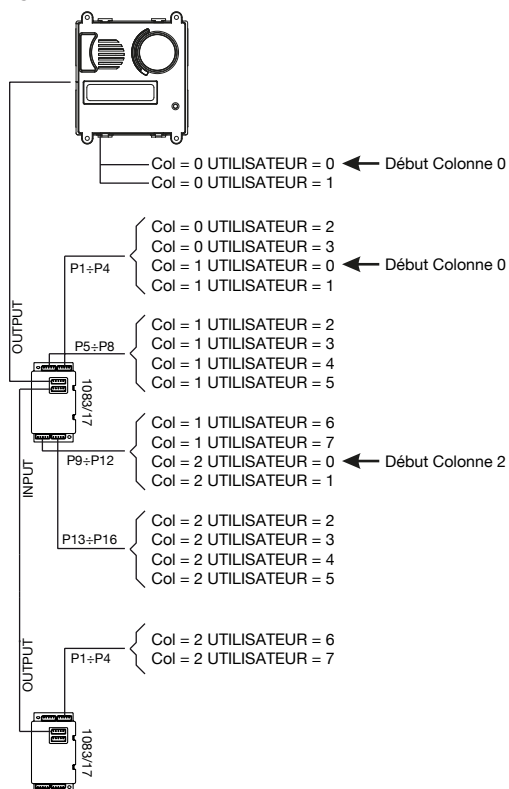 Col = 0 UTILISATEUR = 0 Début Colonne 0
Col = 0 UTILISATEUR = 1
Col = 0 UTILISATEUR = 2
Col = 0 UTILISATEUR = 3
P1÷P4
Col = 1 UTILISATEUR = 0 Début Colonne 0
Col = 1 UTILISATEUR = 1
OUTPUT
Col = 1 UTILISATEUR = 2
P5÷P8
Col = 1 UTILISATEUR = 3
Col = 1 UTILISATEUR = 4
Col = 1 UTILISATEUR = 5
1083/17
Col = 1 UTILISATEUR = 6
Col = 1 UTILISATEUR = 7
INPUT
P9÷P12
Col = 2 UTILISATEUR = 0 Début Colonne 2
Col = 2 UTILISATEUR = 1
Col = 2 UTILISATEUR = 2
P13÷P16
Col = 2 UTILISATEUR = 3
Col = 2 UTILISATEUR = 4
Col = 2 UTILISATEUR = 5
OUTPUT
Col = 2 UTILISATEUR = 6
P1÷P4
Col = 2 UTILISATEUR = 7
1083/17